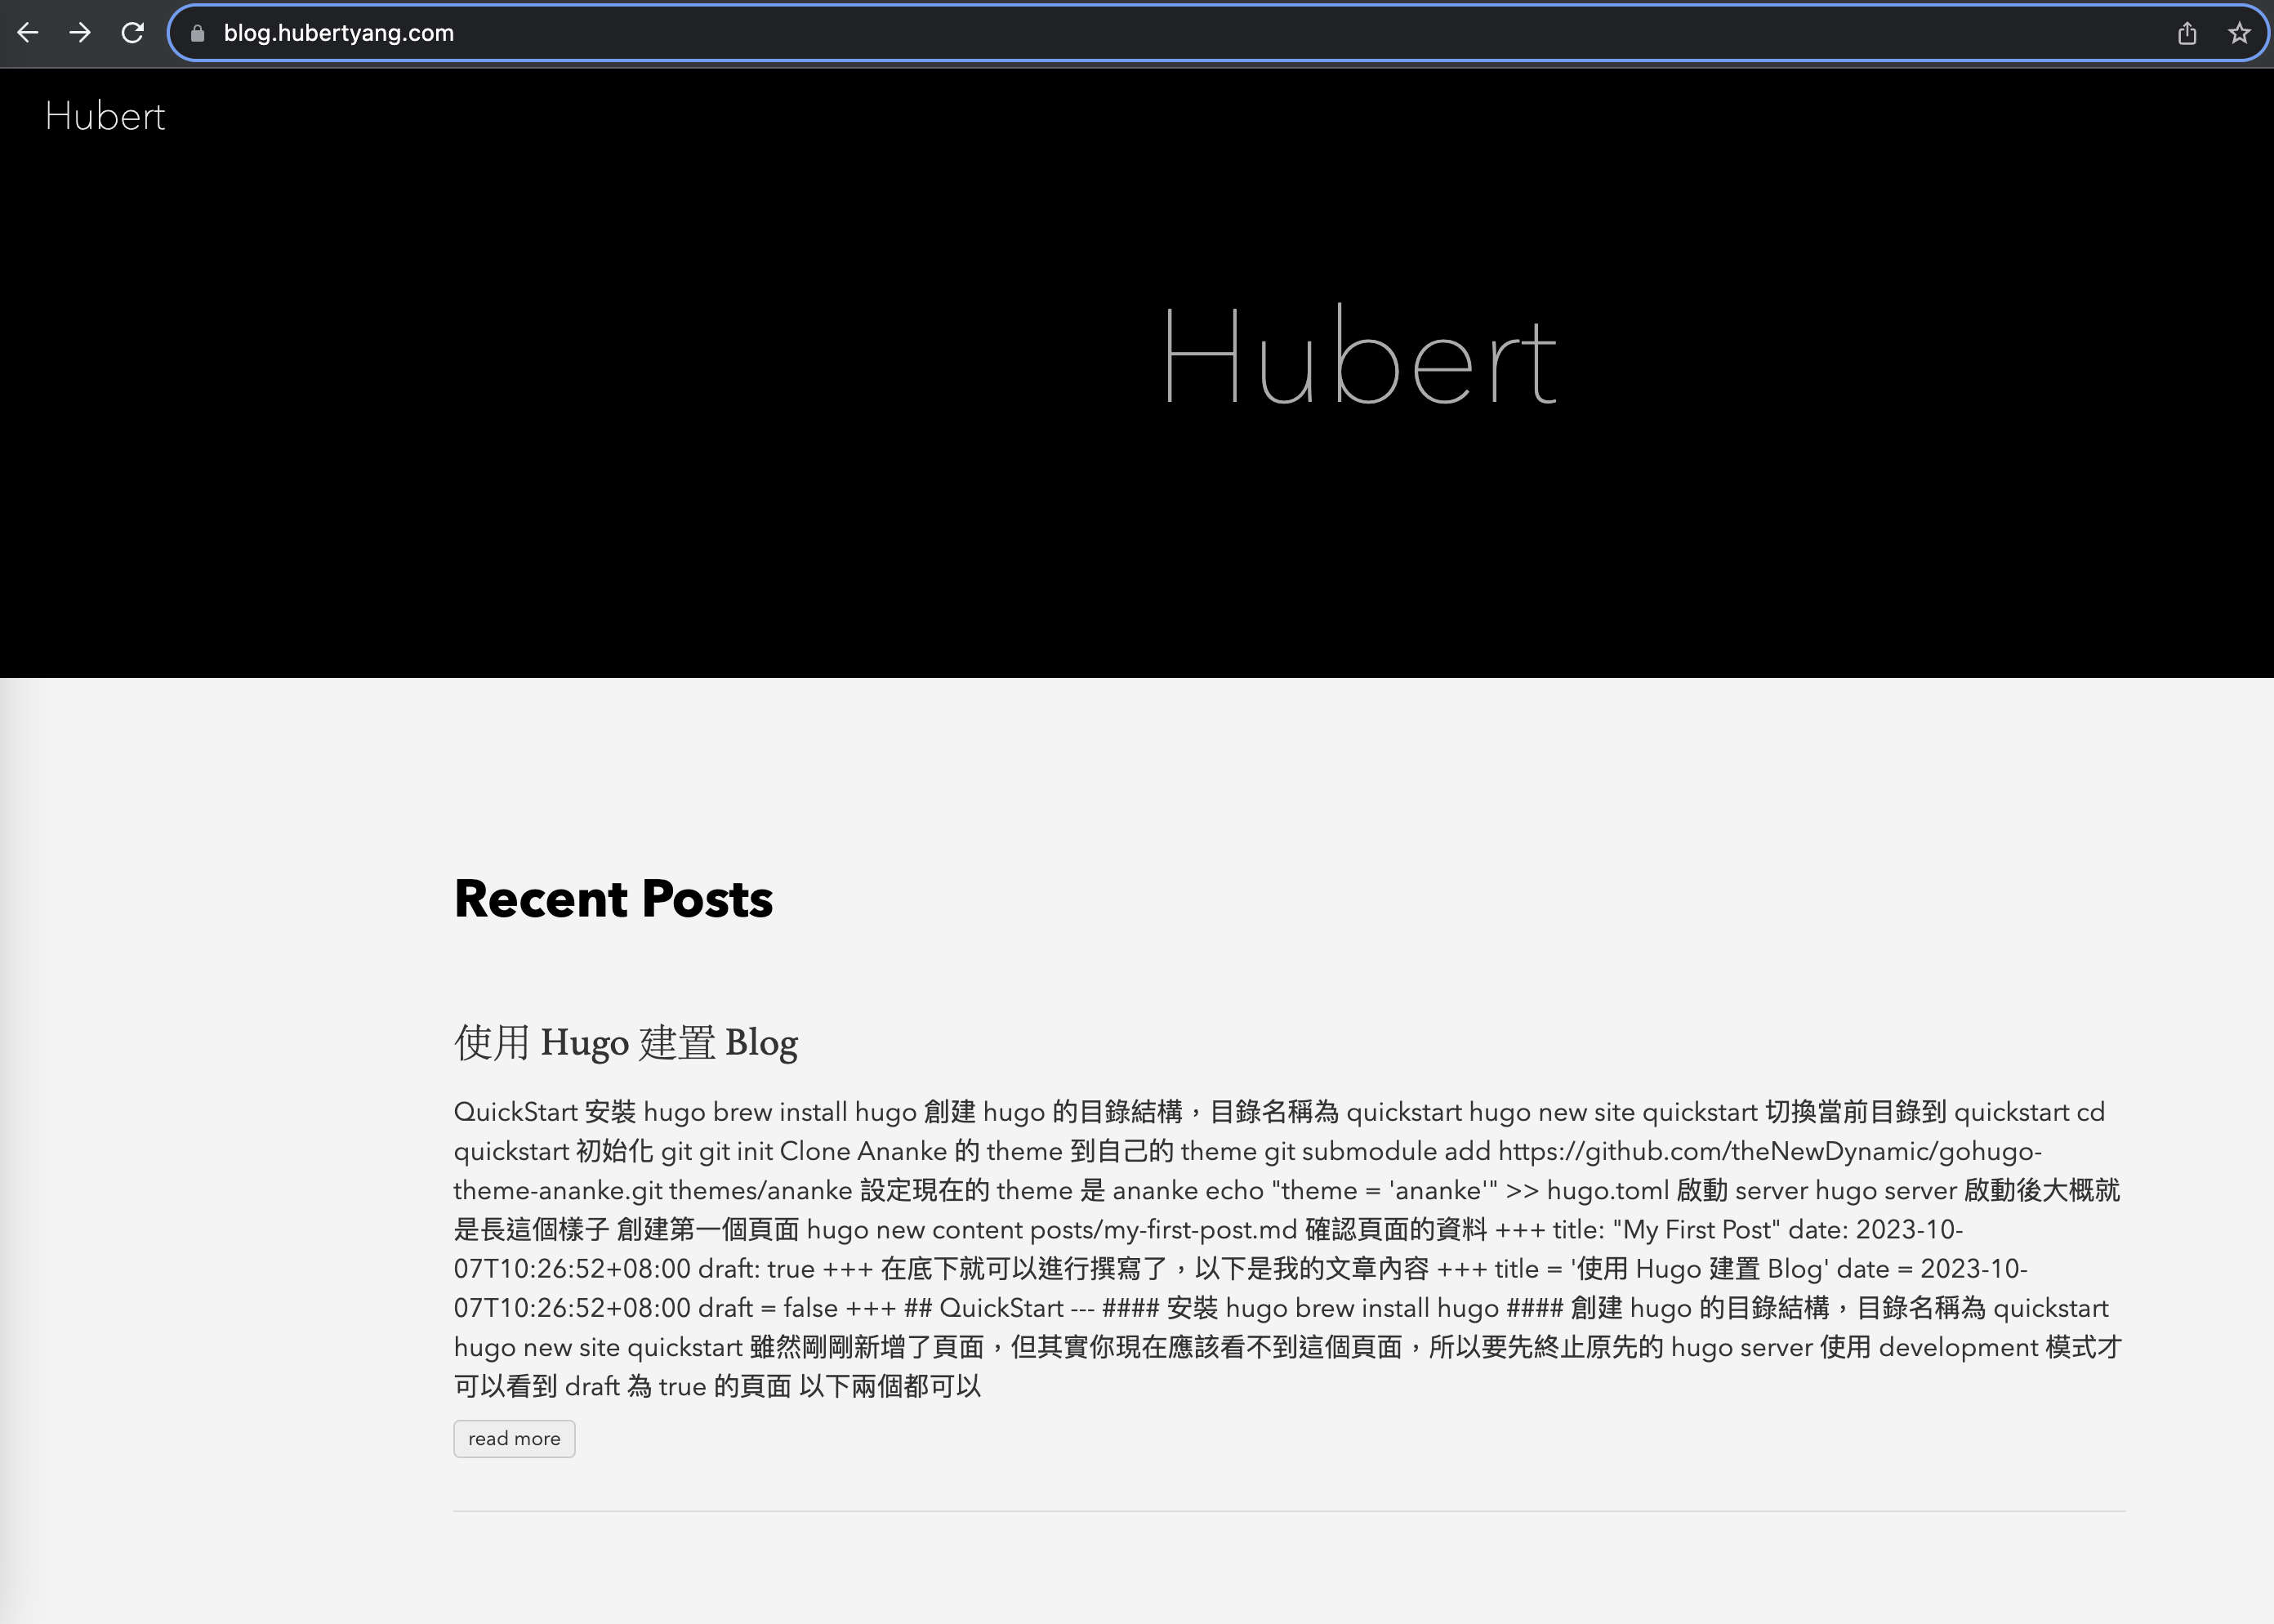 blog.hubertyang.com
Hubert
Hubert
Recent Posts
使用 Hugo 建置 Blog
QuickStart 安裝 hugo brew install hugo 創建 hugo 的目錄結構，目錄名稱為 quickstart hugo new site quickstart 切換當前目錄到 quickstart cd
quickstart 初始化 git git init Clone Ananke 的 theme 到自己的 theme git submodule add https://github.com/theNewDynamic/gohugo-
theme-ananke.git themes/ananke 設定現在的 theme 是 ananke echo "theme = 'ananke'" >> hugo.toml 啟動 server hugo server 啟動後大概就
是長這個樣子 創建第一個頁面 hugo new content posts/my-first-post.md 確認頁面的資料 +++ title: "My First Post" date: 2023-10-
07T10:26:52+08:00 draft: true +++ 在底下就可以進行撰寫了，以下是我的文章內容 +++ title = '使用 Hugo 建置 Blog' date = 2023-10-
07T10:26:52+08:00 draft = false +++ ## QuickStart --- #### 安裝 hugo brew install hugo #### 創建 hugo 的目錄結構，目錄名稱為 quickstart
hugo new site quickstart 雖然剛剛新增了頁面，但其實你現在應該看不到這個頁面，所以要先終止原先的 hugo server 使用 development 模式才
可以看到 draft 為 true 的頁面 以下兩個都可以
read more